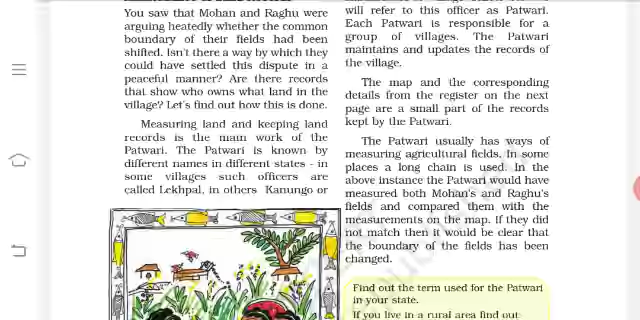 You saw that Mohan and Raghu were
arguing heatedly whether the common
boundary of their fields had been
shifted. Isn't there a way by which they
could have settled this dispute in a
peaceful manner? Are there records
that show who owns what land in the
village? Let's find out how this is done.
Measuring land and keeping land
records is the main work of the
Patwari. The Patwari is known by
different names in different states - in
some villages such officers are
called Lekhpal, in others Kanungo or
will refer to this officer as Patwari.
Each Patwari is responsible for a
group of villages. The Patwari
maintains and updates the records of
the village.
The map and the corresponding
details from the register on the next
page are a small part of the records
kept by the Patwari.
The Patwari usually has ways of
measuring agricultural fields. In some
places a long chain is used. In
the above instance the Patwari would have
measured both Mohan's and Raghu's
fields and compared them with the
measurements on the map. If they did
not match then it would be clear that
the boundary of the fields has been
changed.
Find out the term used for the Patwari
in your state.
If you live in a rural area find out